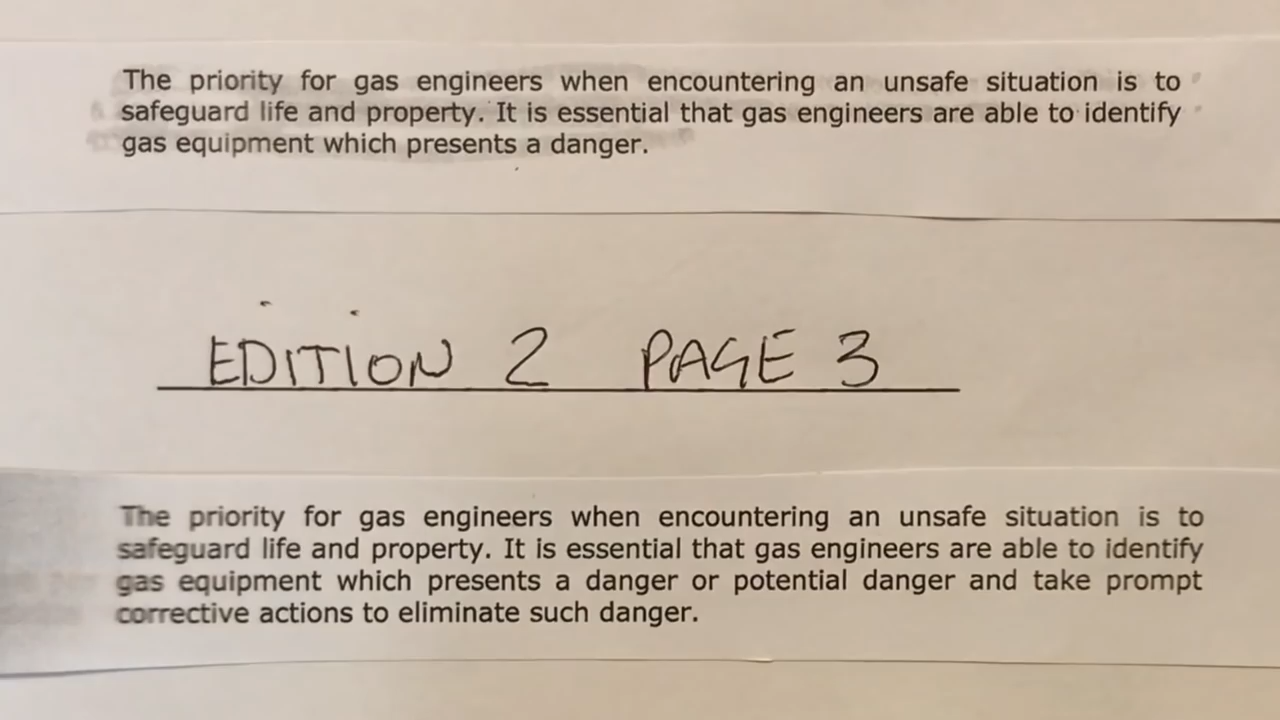 The priority for gas engineers when encountering an unsafe situation is to
safeguard life and property. It is essential that gas engineers are able to identify
gas equipment which presents a danger.
EDITION 2 PAGE 3
The priority for gas engineers when encountering an unsafe situation is to
safeguard life and property. It is essential that gas engineers are able to identify
gas equipment which presents a danger or potential danger and take prompt
corrective actions to eliminate such danger.